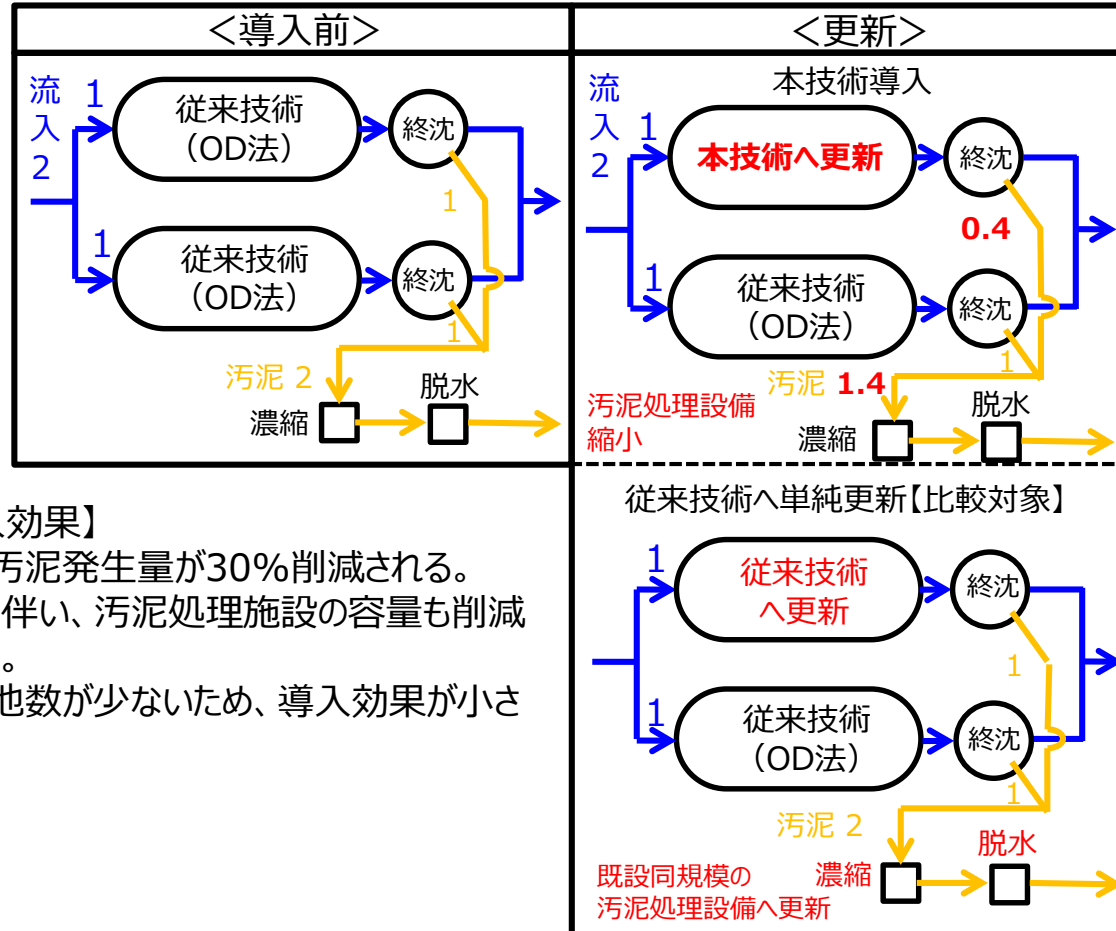 <導入前>
流入2
1
従来技術
（OD法）
終沈
1
1
従来技術
（OD法）
終沈
1
汚泥 2
濃縮
脱水
<更新>
本技術導入
流入2
1
本技術へ更新
終沈
0.4
1
従来技術
（OD法）
終沈
1
汚泥 1.4
汚泥処理設備
縮小
濃縮
脱水
従来技術へ単純更新【比較対象】
1
従来技術
へ更新
終沈
1
1
従来技術
（OD法）
終沈
1
汚泥 2
既設同規模の
汚泥処理設備へ更新
濃縮
脱水
効果】
汚泥発生量が30%削減される。
伴い、汚泥処理施設の容量も削減
。
池数が少ないため、導入効果が小さ